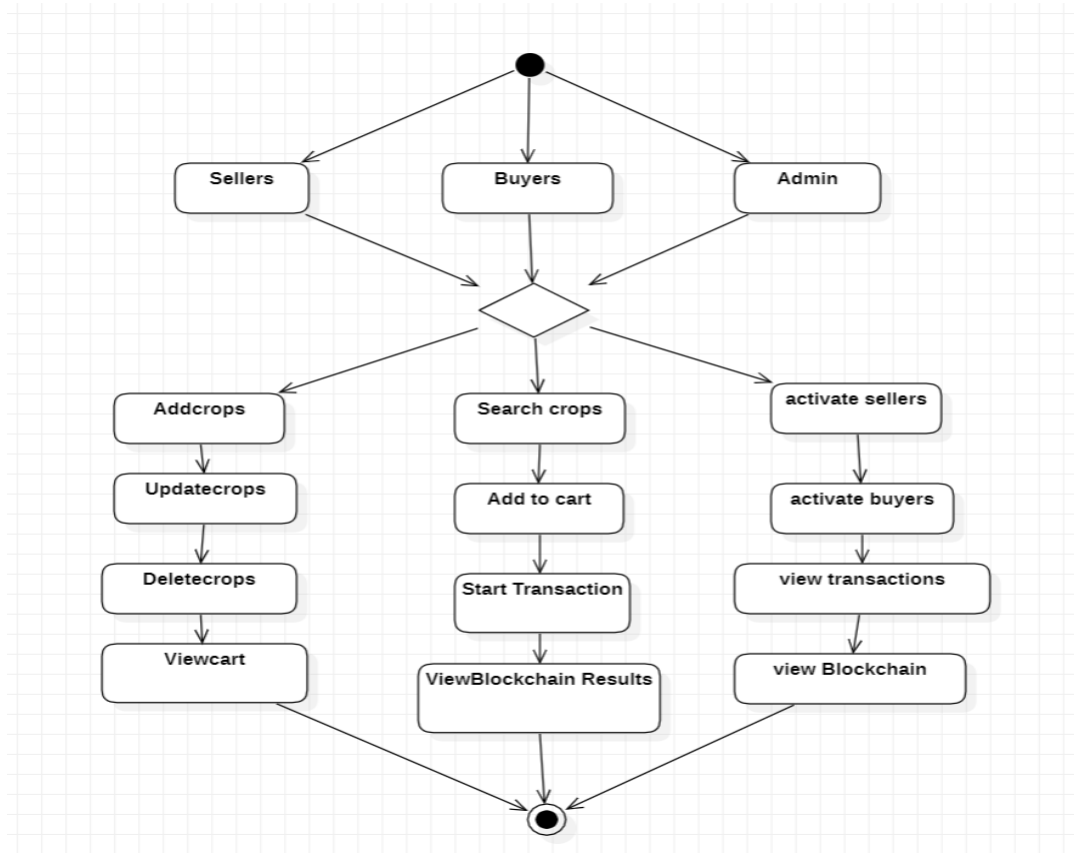 Sellers
Buyers
Admin
Addcrops
Search crops
activate sellers
Updatecrops
Add to cart
activate buyers
Deletecrops
Start Transaction
view transactions
Viewcart
ViewBlockchain Results
view Blockchain